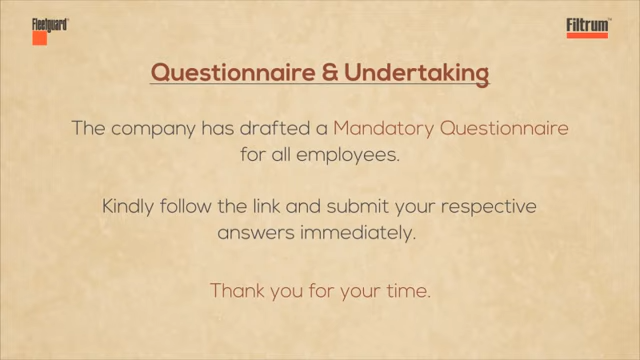 Fleetguard
Filtrum™
Questionnaire & Undertaking
The company has drafted a Mandatory Questionnaire
for all employees.
Kindly follow the link and submit your respective
answers immediately.
Thank you for your time.